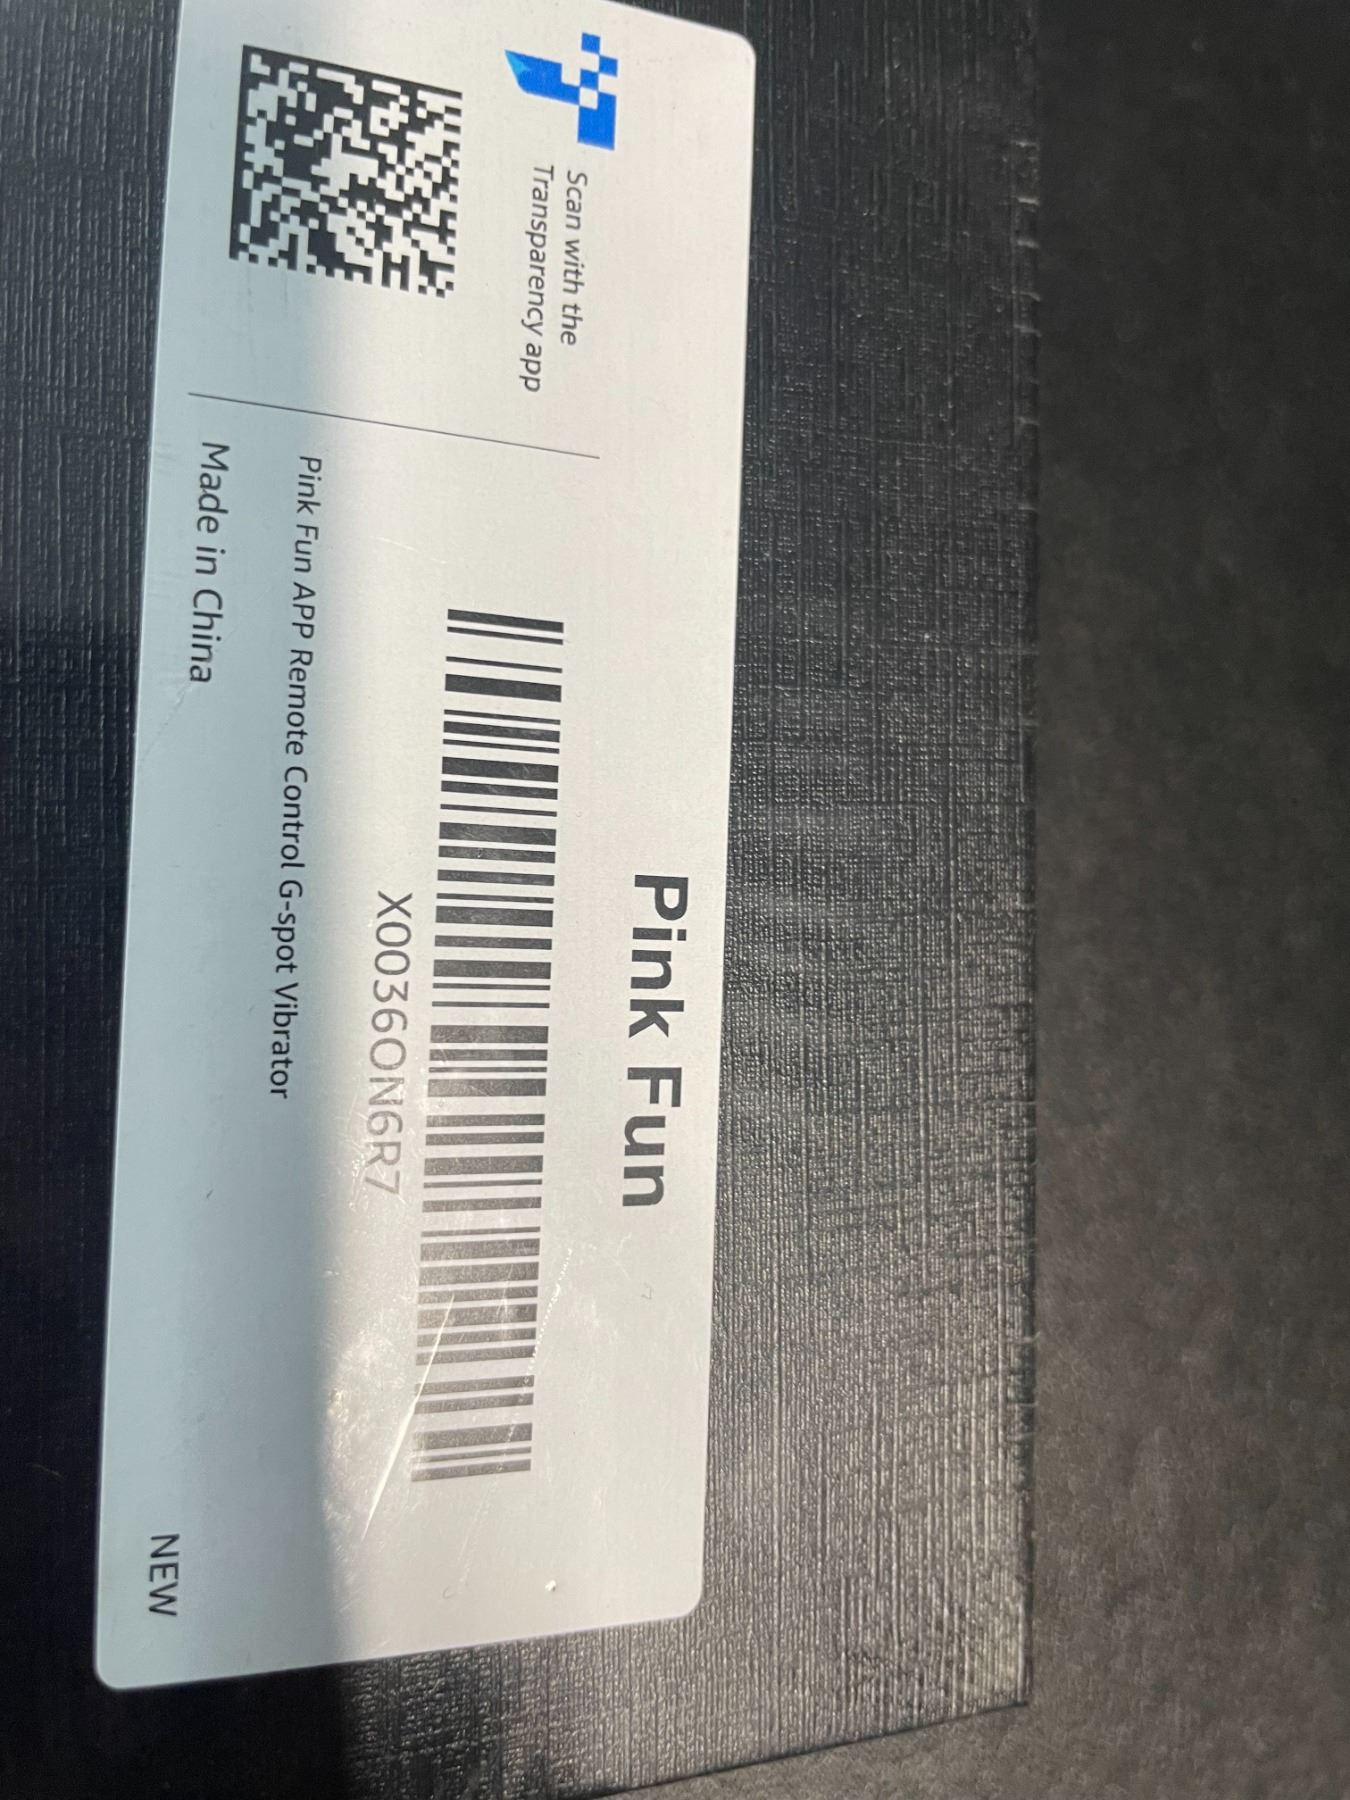 Pink Fun
Scan with the
Transparency app
X0036ON6R7
Pink Fun APP Remote Control G-spot Vibrator
Made in China
NEW